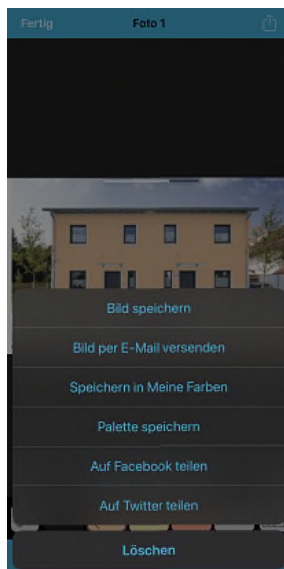 Fertig
Foto 1
Bild speichern
Bild per E-Mail versenden
Speichern in Meine Farben
Palette speichern
Auf Facebook teilen
Auf Twitter teilen
Löschen